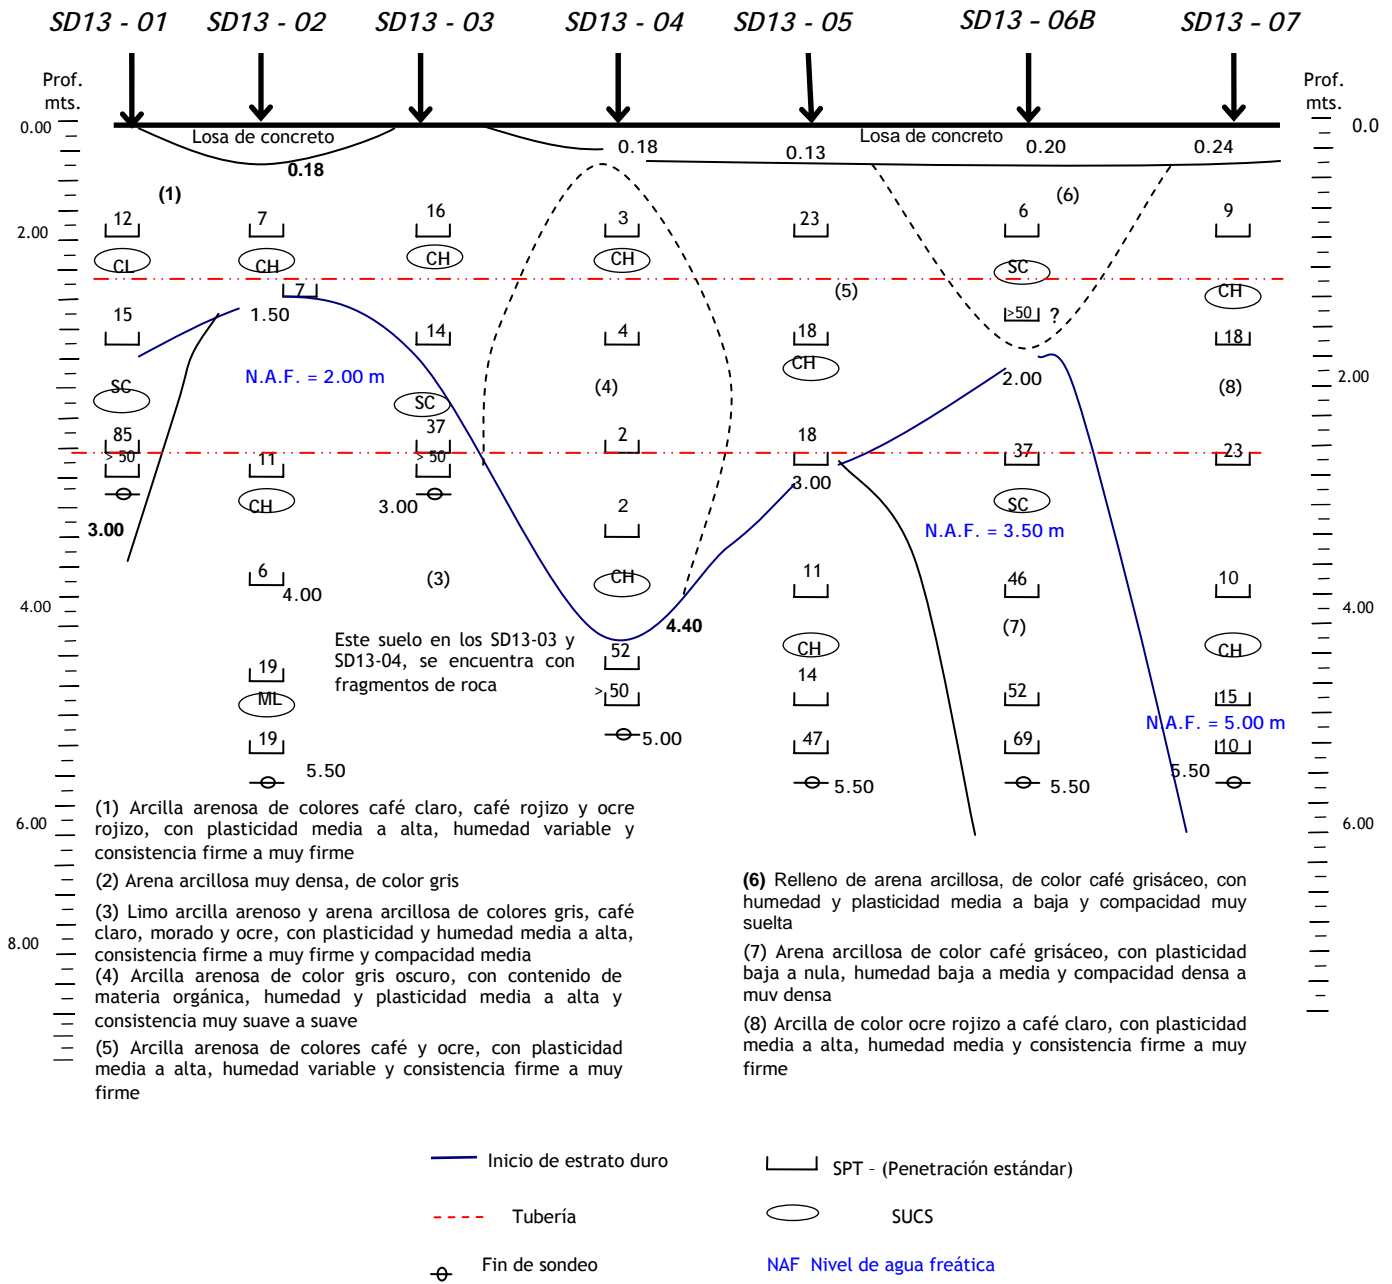 SD13 - 01 SD13 - 02 SD13 - 03 SD13 - 04 SD13 - 05 SD13 - 06B SD13 - 07
Prof. mts.
Prof. mts.
0.00
0.0
Losa de concreto
Losa de concreto
0.18
0.18
0.13
0.20
0.24
(1)
(6)
12
7
16
3
23
6
9
2.00
CL
CH
CH
CH
SC
CH
7
(5)
1.50
>50
?
15
14
4
18
18
CH
N.A.F. = 2.00 m
2.00
2.00
SC
SC
(4)
(8)
85
37
2
18
37
23
> 50
11
> 50
3.00
CH
3.00
2
SC
3.00
N.A.F. = 3.50 m
6
4.00
(3)
CH
11
46
10
4.00
4.00
Este suelo en los SD13-03 y
SD13-04, se encuentra con
fragmentos de roca
4.40
(7)
52
CH
CH
19
14
ML
>50
52
15
N.A.F. = 5.00 m
19
5.00
47
69
10
5.50
5.50
5.50
5.50
6.00
6.00
8.00
(1) Arcilla arenosa de colores café claro, café rojizo y ocre
rojizo, con plasticidad media a alta, humedad variable y
consistencia firme a muy firme
(2) Arena arcillosa muy densa, de color gris
(3) Limo arcilla arenoso y arena arcillosa de colores gris, café
claro, morado y ocre, con plasticidad y humedad media a alta,
consistencia firme a muy firme y compacidad media
(4) Arcilla arenosa de color gris oscuro, con contenido de
materia orgánica, humedad y plasticidad media a alta y
consistencia muy suave a suave
(5) Arcilla arenosa de colores café y ocre, con plasticidad
media a alta, humedad variable y consistencia firme a muy
firme
(6) Relleno de arena arcillosa, de color café grisáceo, con
humedad y plasticidad media a baja y compacidad muy
suelta
(7) Arena arcillosa de color café grisáceo, con plasticidad
baja a nula, humedad baja a media y compacidad densa a
muy densa
(8) Arcilla de color ocre rojizo a café claro, con plasticidad
media a alta, humedad media y consistencia firme a muy
firme
Inicio de estrato duro
SPT - (Penetración estándar)
Tubería
SUCS
Fin de sondeo
NAF Nivel de agua freática